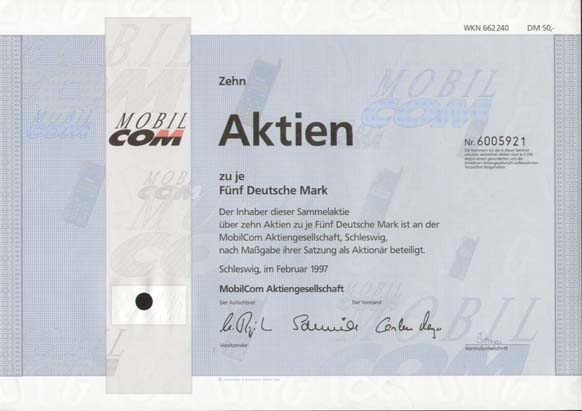 WKN 662 240 DM 50,-
Zehn
MOBIL
COM
Aktien
Nr. 6005921
zu je
Fünf Deutsche Mark
Der Inhaber dieser Sammelaktie
über zehn Aktien zu je Fünf Deutsche Mark ist an der
MobilCom Aktiengesellschaft, Schleswig,
nach Maßgabe ihrer Satzung als Aktionär beteiligt.
Schleswig, im Februar 1997
MobilCom Aktiengesellschaft
Der Aufsichtsrat Der Vorstand
Vorsitzender
Kontrollunterschrift
MOBIL
COM